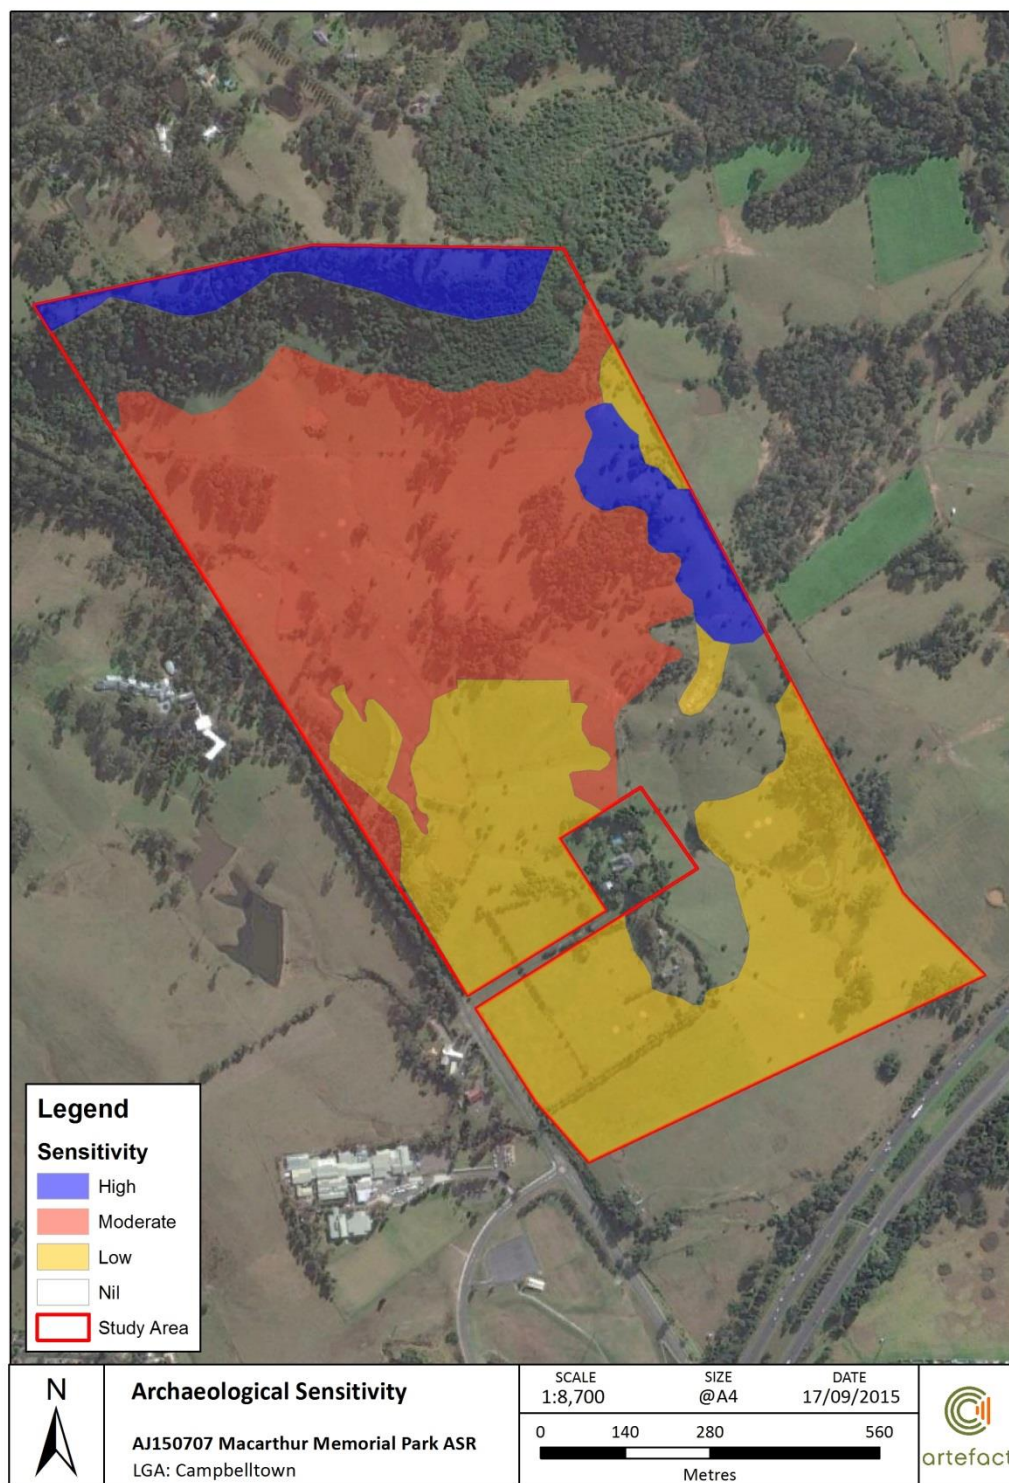 Legend
Sensitivity
High
Moderate
Low
Nil
Study Area
N
Archaeological Sensitivity
AJ150707 Macarthur Memorial Park ASR
LGA: Campbelltown
SCALE
1:8,700
SIZE
@A4
DATE
17/09/2015
0 140 280 560
Metres
artefact